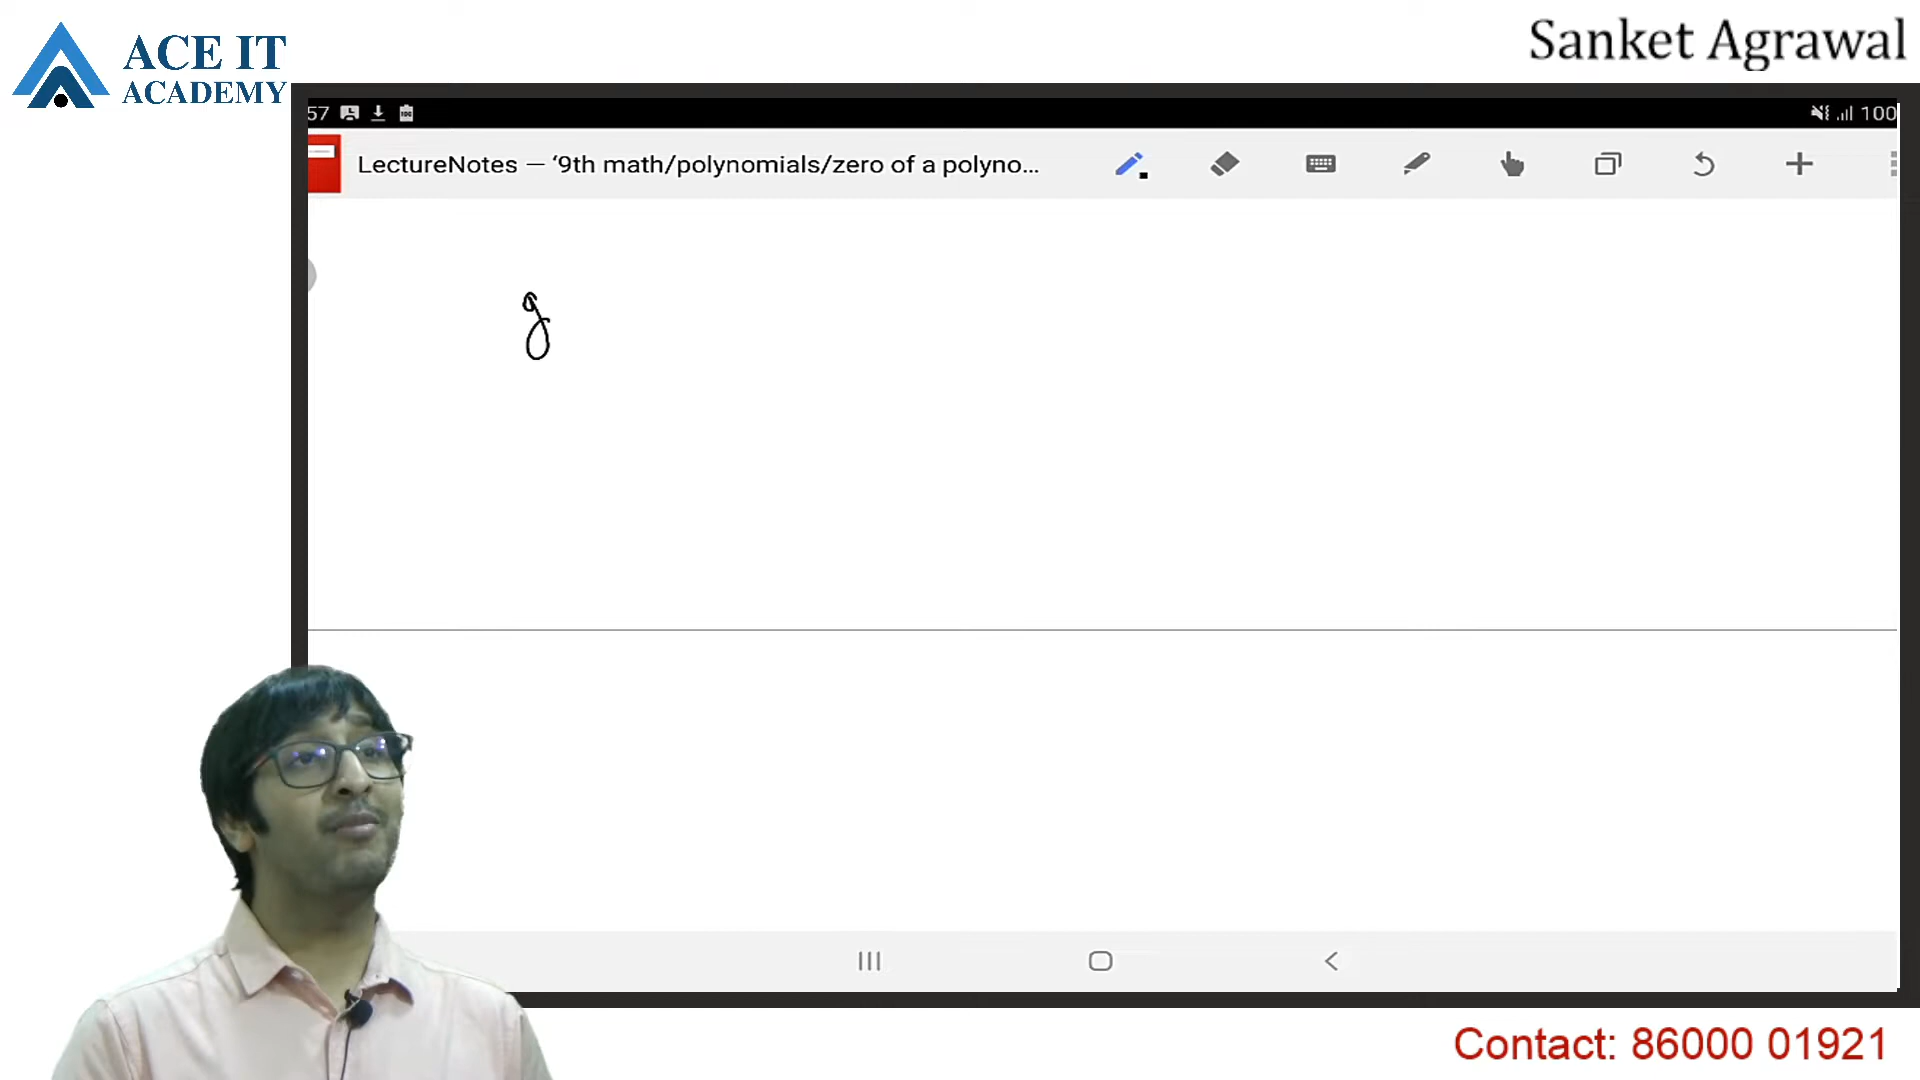 ACE IT
ACADEMY
Sanket Agrawal
57
100
LectureNotes — ‘9th math/polynomials/zero of a polyno...
Contact: 86000 01921